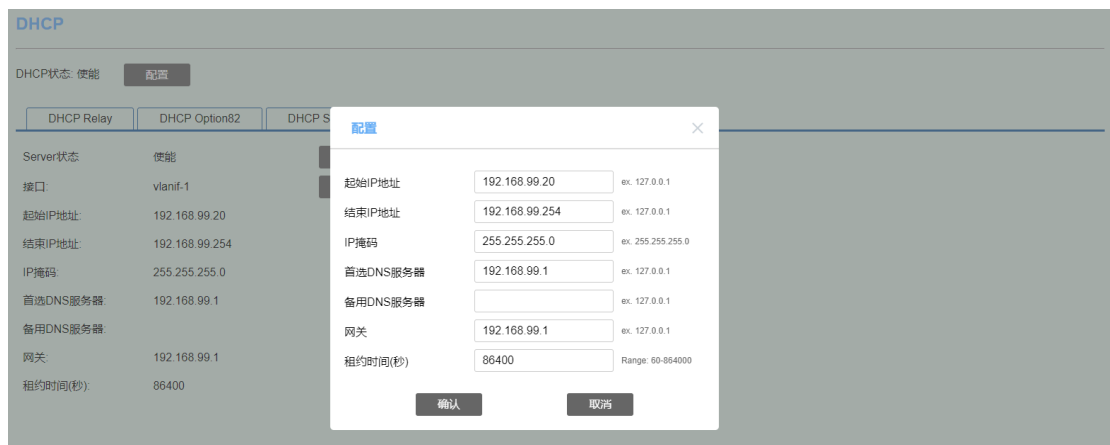 DHCP
DHCP状态: 使能 配置
DHCP Relay DHCP Option82 DHCP S
Server状态 使能
接口: vlanif-1
起始IP地址: 192.168.99.20
结束IP地址: 192.168.99.254
IP掩码: 255.255.255.0
首选DNS服务器: 192.168.99.1
备用DNS服务器:
网关: 192.168.99.1
租约时间(秒): 86400
配置 ×
起始IP地址 192.168.99.20 ex. 127.0.0.1
结束IP地址 192.168.99.254 ex. 127.0.0.1
IP掩码 255.255.255.0 ex. 255.255.255.0
首选DNS服务器 192.168.99.1 ex. 127.0.0.1
备用DNS服务器 ex. 127.0.0.1
网关 192.168.99.1 ex. 127.0.0.1
租约时间(秒) 86400 Range: 60-864000
确认 取消